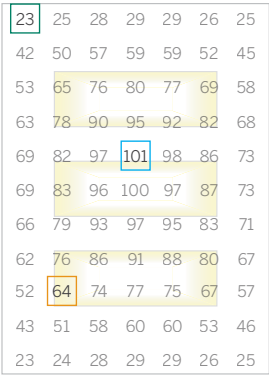 23 25 28 29 29 26 25
42 50 57 59 59 52 45
53 65 76 80 77 69 58
63 78 90 95 92 82 68
69 82 97 101 98 86 73
69 83 96 100 97 87 73
66 79 93 97 95 83 71
62 76 86 91 88 80 67
52 64 74 77 75 67 57
43 51 58 60 60 53 46
23 24 28 29 29 26 25